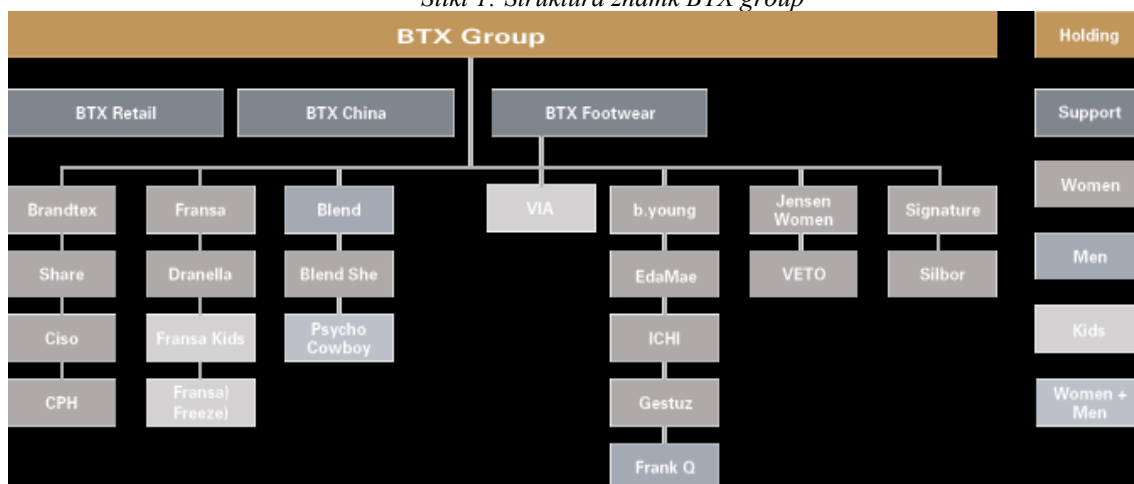 Sliki 1: Struktura znamk BTX group
BTX Group
Holding
BTX Retail
BTX China
BTX Footwear
Support
Women
Brandtex
Fransa
Blend
VIA
b.young
Jensen
Women
Signature
Share
Dranella
Blend She
EdaMae
VETO
Silbor
Men
Ciso
Fransa Kids
Psycho
Cowboy
ICHI
Kids
CPH
Fransa)
Freeze)
Gestuz
Women +
Men
Frank Q